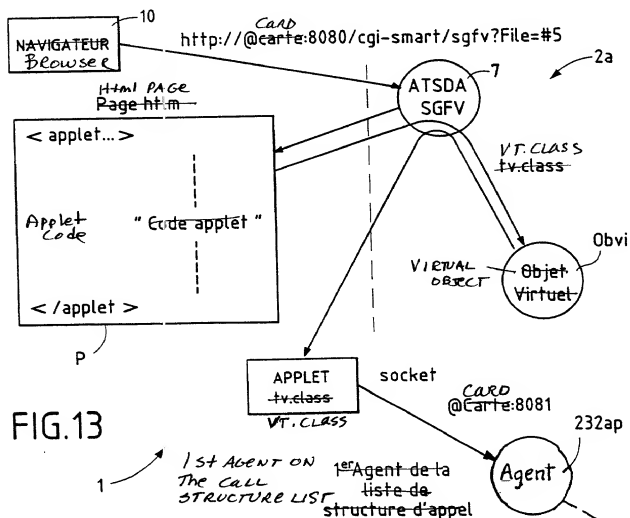 10
CARD
NAVIGATEUR
BROWSER
http://@carte:8080/cgi-smart/sgfv?File=#5
7
2a
ATSDA
SGFV
Html PAGE
Page htlm
< applet...>
VT.CLASS
tv.class
Applet
Code
" Code applet "
Obvi
VIRTUAL
OBJECT
Objet
Virtuel
< /applet >
P
APPLET
tv.class
VT.CLASS
socket
CARD
@Carte:8081
FIG.13
232ap
Agent
1
1St AGENT ON
The CALL
STRUCTURE LIST
1erAgent de la
liste de
structure d'appel